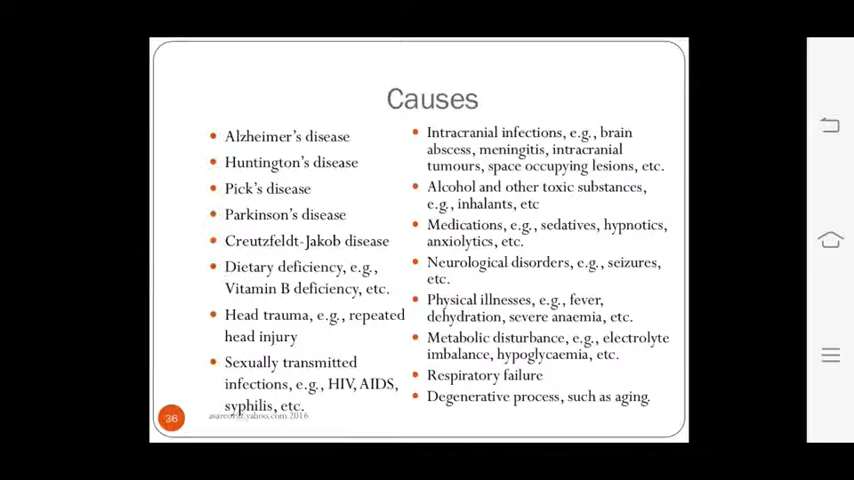 Causes
• Alzheimer's disease
• Huntington's disease
• Pick's disease
• Parkinson's disease
• Creutzfeldt-Jakob disease
• Dietary deficiency, e.g.,
Vitamin B deficiency, etc.
• Head trauma, e.g., repeated
head injury
• Sexually transmitted
infections, e.g., HIV, AIDS,
syphilis, etc.
• Intracranial infections, e.g., brain
abscess, meningitis, intracranial
tumours, space occupying lesions, etc.
• Alcohol and other toxic substances,
e.g., inhalants, etc
• Medications, e.g., sedatives, hypnotics,
anxiolytics, etc.
• Neurological disorders, e.g., seizures,
etc.
• Physical illnesses, e.g., fever,
dehydration, severe anaemia, etc.
• Metabolic disturbance, e.g., electrolyte
imbalance, hypoglycaemia, etc.
• Respiratory failure
• Degenerative process, such as aging.
36
2016